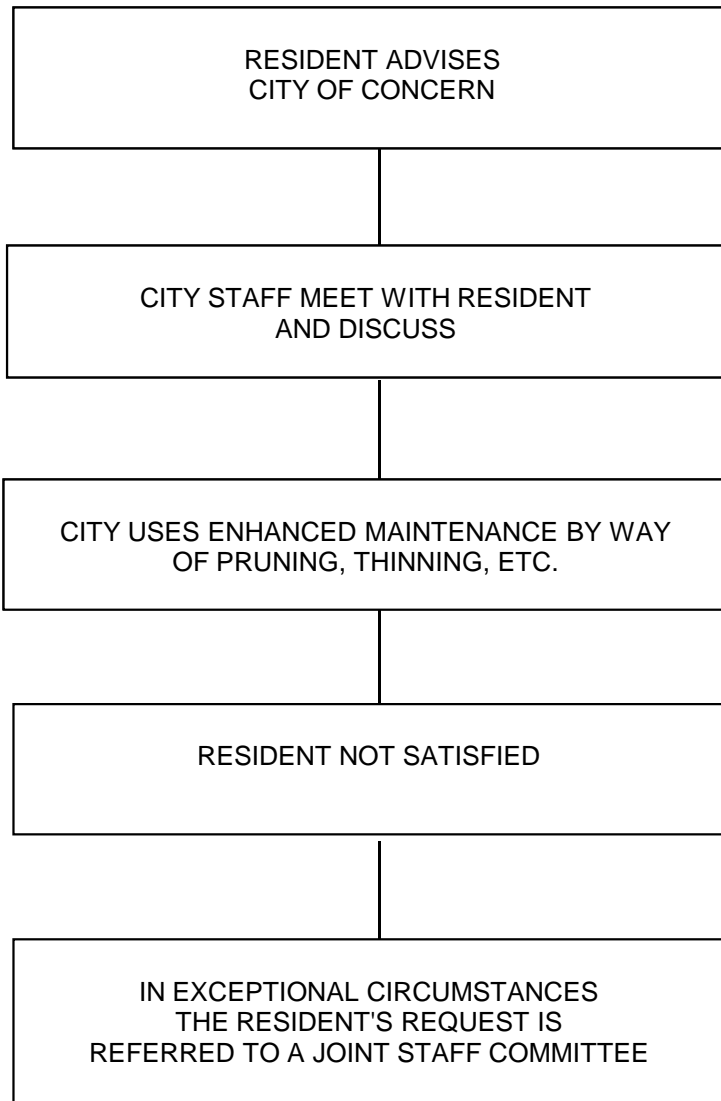 RESIDENT ADVISES
CITY OF CONCERN
CITY STAFF MEET WITH RESIDENT
AND DISCUSS
CITY USES ENHANCED MAINTENANCE BY WAY
OF PRUNING, THINNING, ETC.
RESIDENT NOT SATISFIED
IN EXCEPTIONAL CIRCUMSTANCES
THE RESIDENT'S REQUEST IS
REFERRED TO A JOINT STAFF COMMITTEE